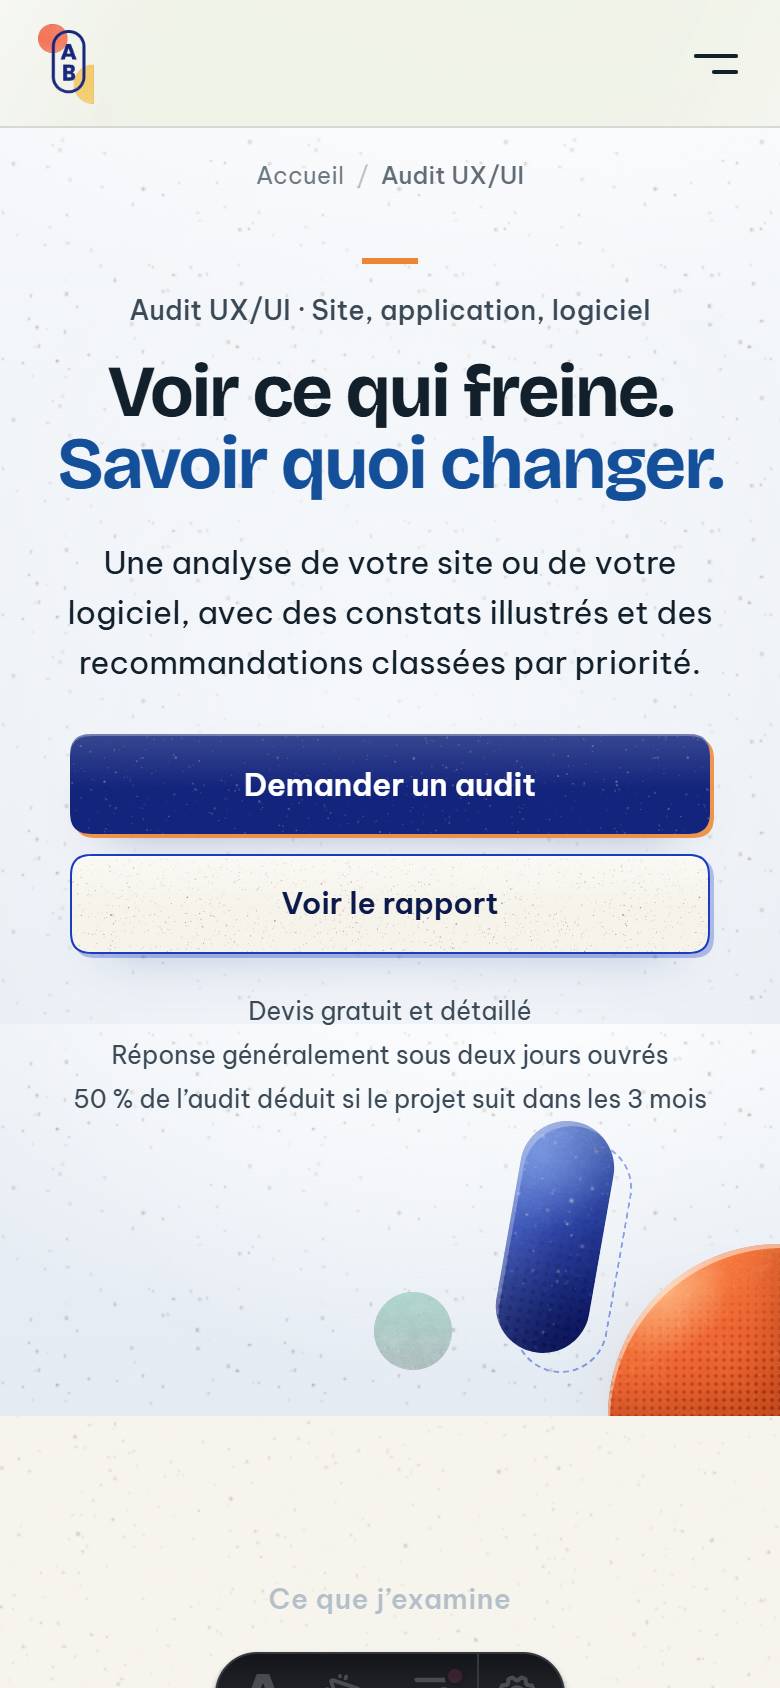 A
B
Accueil / Audit UX/UI
Audit UX/UI · Site, application, logiciel
Voir ce qui freine.
Savoir quoi changer.
Une analyse de votre site ou de votre
logiciel, avec des constats illustrés et des
recommandations classées par priorité.
Demander un audit
Voir le rapport
Devis gratuit et détaillé
Réponse généralement sous deux jours ouvrés
50 % de l’audit déduit si le projet suit dans les 3 mois
Ce que j’examine